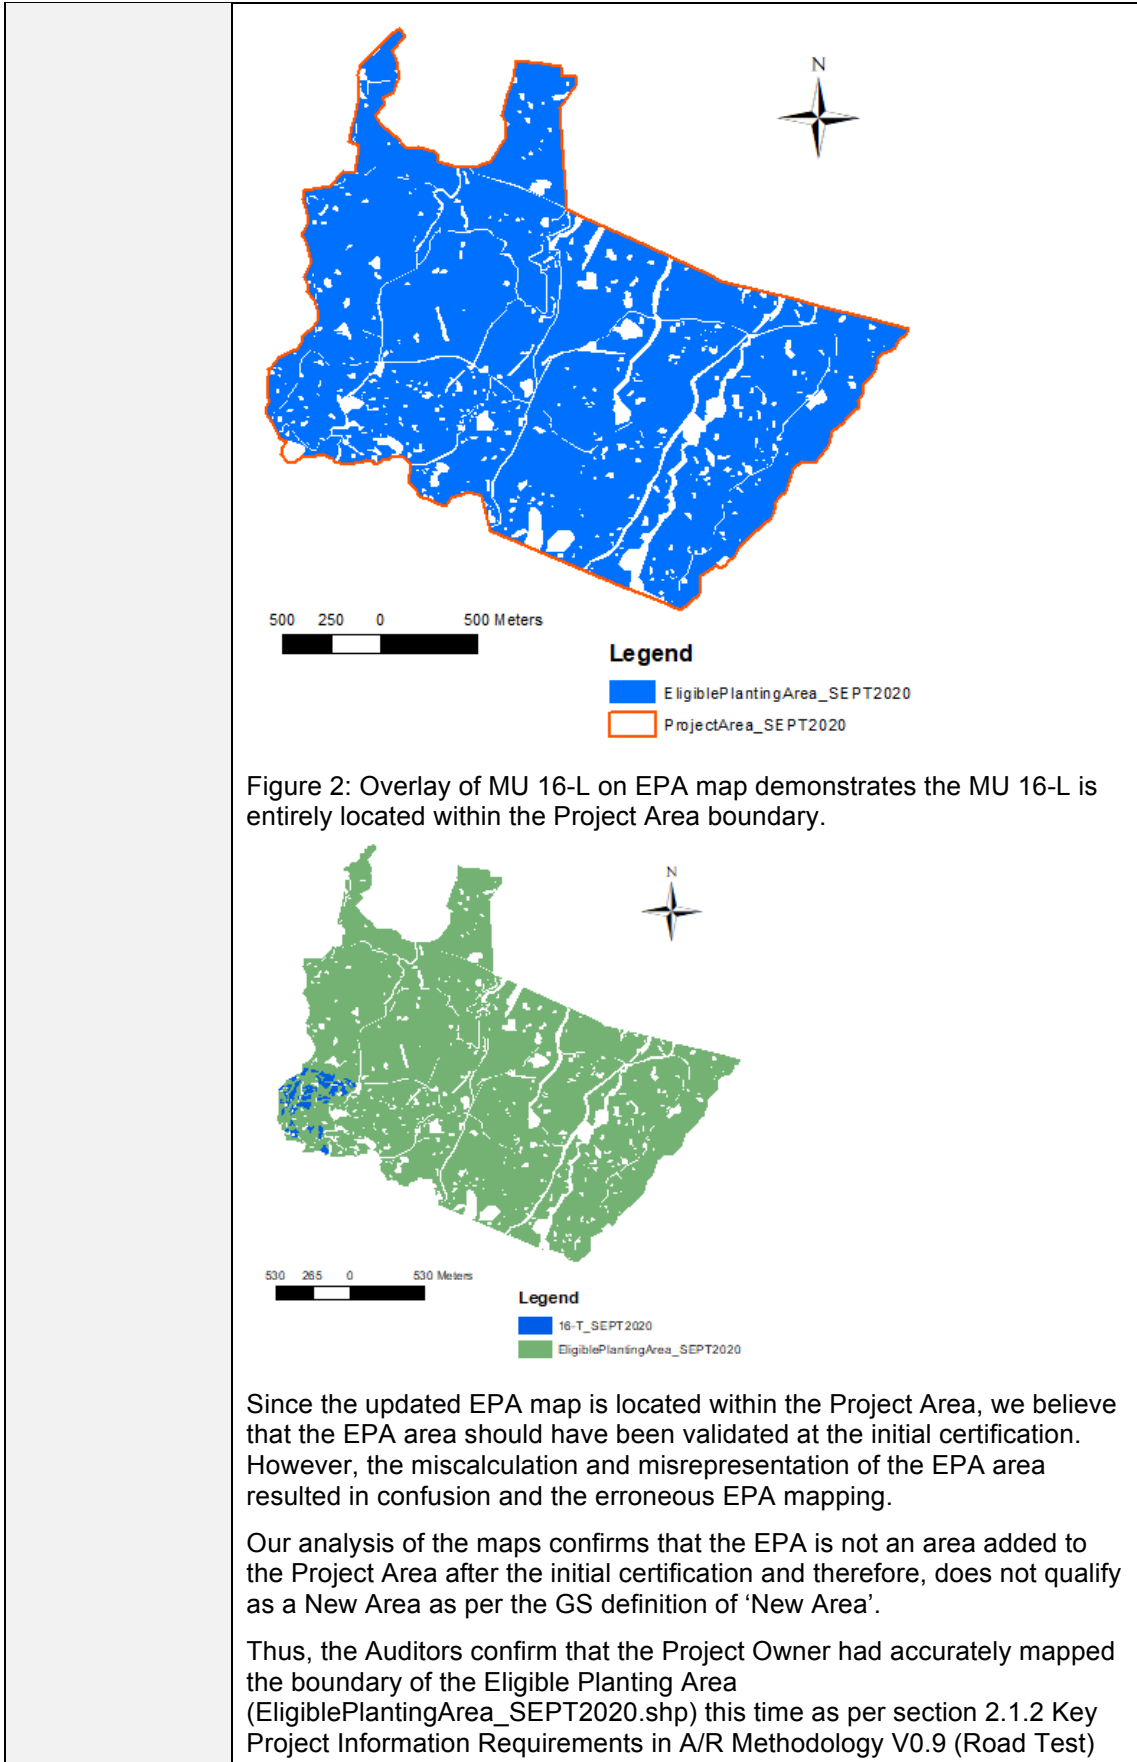 N
500 250 0 500 Meters
Legend
EligiblePlantingArea_SEPT2020
ProjectArea_SEPT2020
Figure 2: Overlay of MU 16-L on EPA map demonstrates the MU 16-L is
entirely located within the Project Area boundary.
N
530 265 0 530 Meters
Legend
16-T_SEPT2020
EligiblePlantingArea_SEPT2020
Since the updated EPA map is located within the Project Area, we believe
that the EPA area should have been validated at the initial certification.
However, the miscalculation and misrepresentation of the EPA area
resulted in confusion and the erroneous EPA mapping.
Our analysis of the maps confirms that the EPA is not an area added to
the Project Area after the initial certification and therefore, does not qualify
as a New Area as per the GS definition of ‘New Area’.
Thus, the Auditors confirm that the Project Owner had accurately mapped
the boundary of the Eligible Planting Area
(EligiblePlantingArea_SEPT2020.shp) this time as per section 2.1.2 Key
Project Information Requirements in A/R Methodology V0.9 (Road Test)